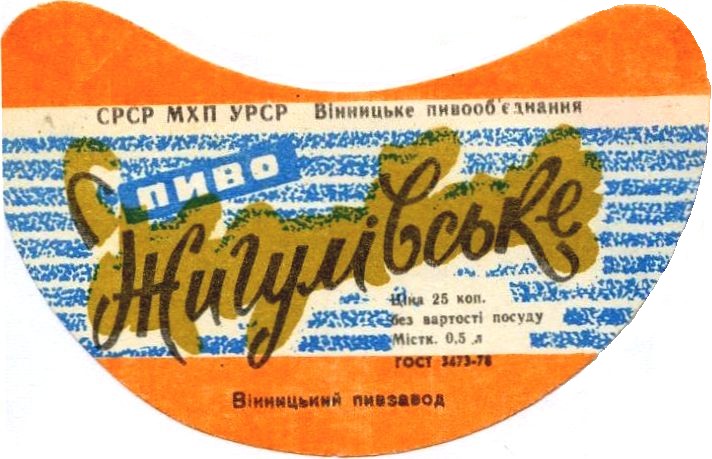 СРСР МХП УРСР Вінницьке пивооб'єднання
пиво
Жигулівське
Ціна 25 коп.
без вартості посуду
Містк. 0,5 л
ГОСТ 3473-78
Вінницький пивзавод